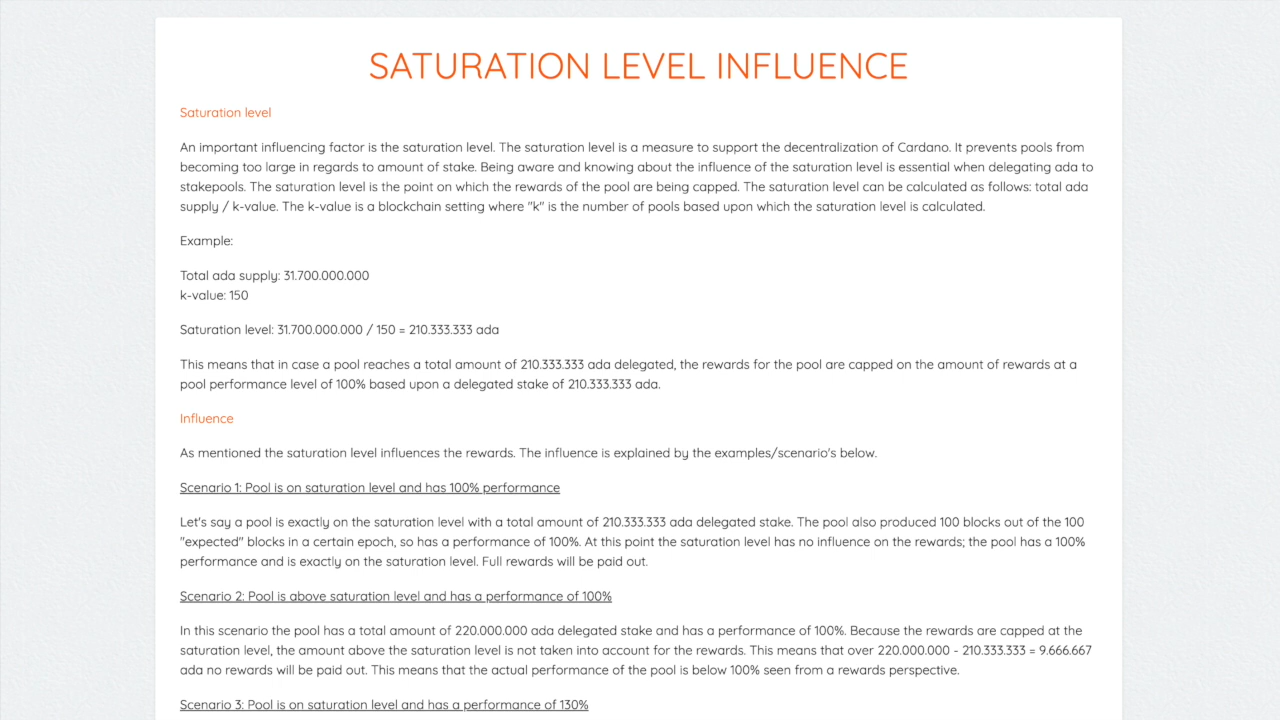 SATURATION LEVEL INFLUENCE
Saturation level
An important influencing factor is the saturation level. The saturation level is a measure to support the decentralization of Cardano. It prevents pools from
becoming too large in regards to amount of stake. Being aware and knowing about the influence of the saturation level is essential when delegating ada to
stakepools. The saturation level is the point on which the rewards of the pool are being capped. The saturation level can be calculated as follows: total ada
supply / k-value. The k-value is a blockchain setting where "k" is the number of pools based upon which the saturation level is calculated.
Example:
Total ada supply: 31.700.000.000
k-value: 150
Saturation level: 31.700.000.000 / 150 = 210.333.333 ada
This means that in case a pool reaches a total amount of 210.333.333 ada delegated, the rewards for the pool are capped on the amount of rewards at a
pool performance level of 100% based upon a delegated stake of 210.333.333 ada.
Influence
As mentioned the saturation level influences the rewards. The influence is explained by the examples/scenario's below.
Scenario 1: Pool is on saturation level and has 100% performance
Let's say a pool is exactly on the saturation level with a total amount of 210.333.333 ada delegated stake. The pool also produced 100 blocks out of the 100
"expected" blocks in a certain epoch, so has a performance of 100%. At this point the saturation level has no influence on the rewards; the pool has a 100%
performance and is exactly on the saturation level. Full rewards will be paid out.
Scenario 2: Pool is above saturation level and has a performance of 100%
In this scenario the pool has a total amount of 220.000.000 ada delegated stake and has a performance of 100%. Because the rewards are capped at the
saturation level, the amount above the saturation level is not taken into account for the rewards. This means that over 220.000.000 - 210.333.333 = 9.666.667
ada no rewards will be paid out. This means that the actual performance of the pool is below 100% seen from a rewards perspective.
Scenario 3: Pool is on saturation level and has a performance of 130%